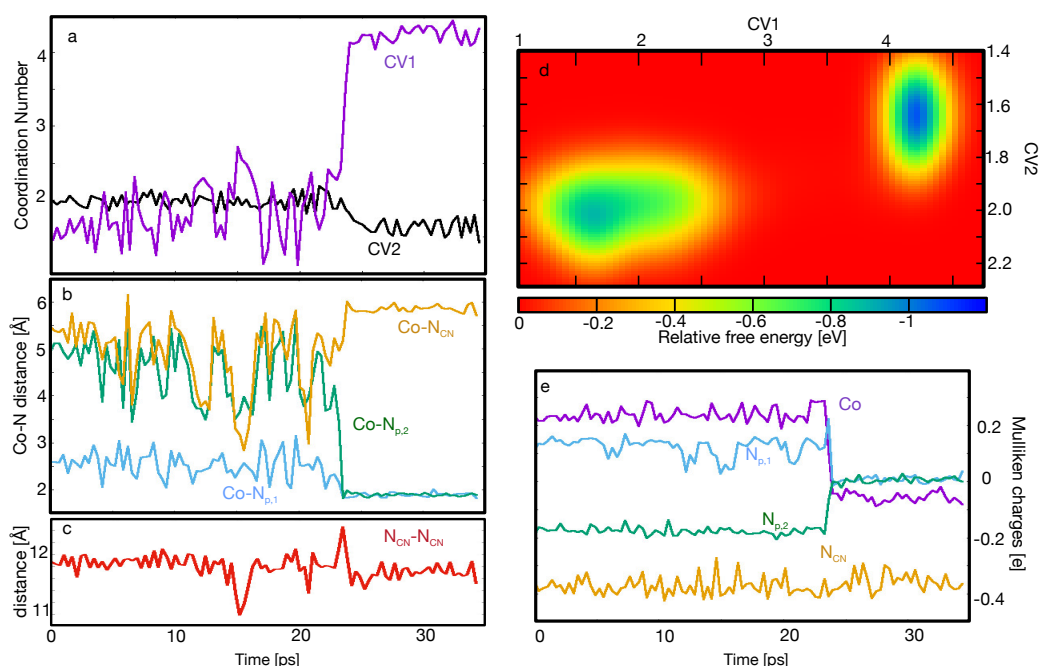 a
CV1
CV2
Coordination Number
4
3
2
b
Co-N_CN
Co-N_p,2
Co-N_p,1
Co-N distance [Å]
6
5
4
3
2
c
N_CN-N_CN
distance [Å]
12
11
0
10
20
30
Time [ps]
CV1
1
2
3
4
d
1.4
1.6
1.8
2.0
2.2
CV2
0
-0.2
-0.4
-0.6
-0.8
-1
Relative free energy [eV]
e
Co
N_p,1
N_p,2
N_CN
0.2
0
-0.2
-0.4
Mulliken charges [e]
0
10
20
30
Time [ps]